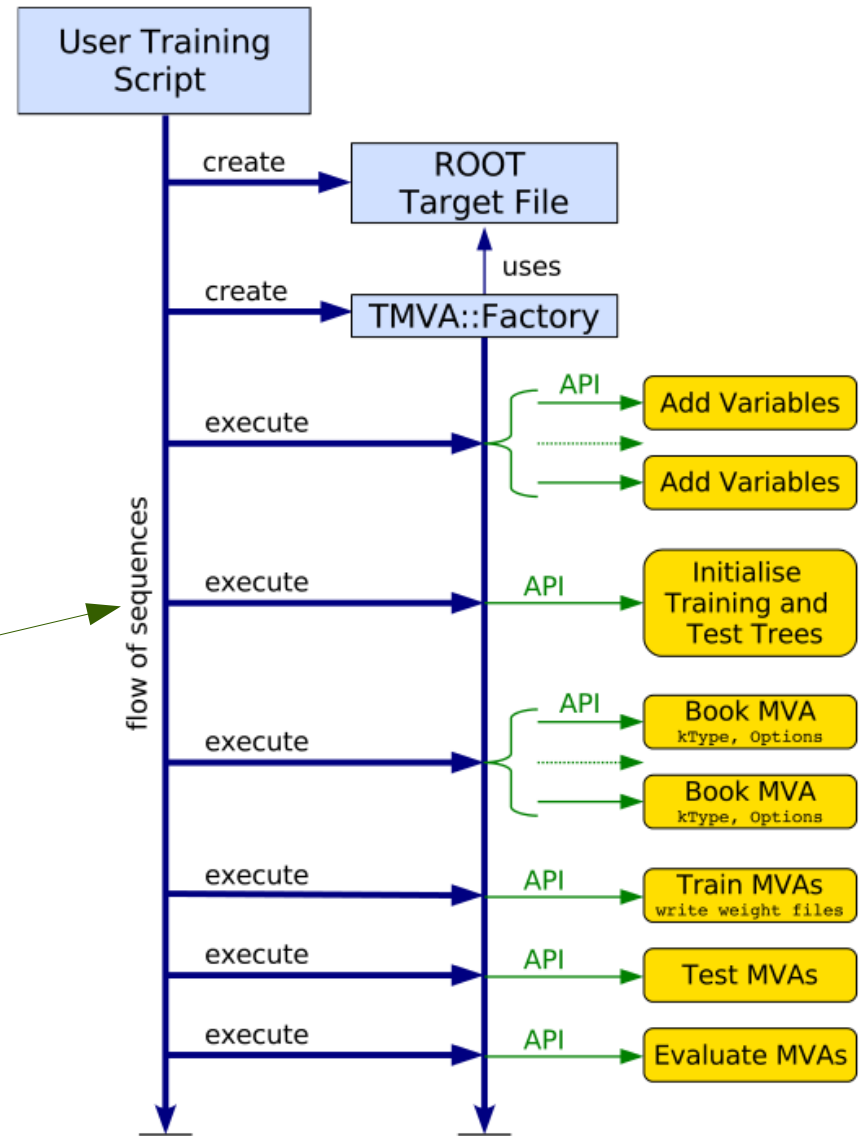 User Training
Script
create
ROOT
Target File
uses
create
TMVA::Factory
execute
API
Add Variables
Add Variables
flow of sequences
execute
API
Initialise
Training and
Test Trees
execute
API
Book MVA
kType, Options
Book MVA
kType, Options
execute
API
Train MVAs
write weight files
execute
API
Test MVAs
execute
API
Evaluate MVAs